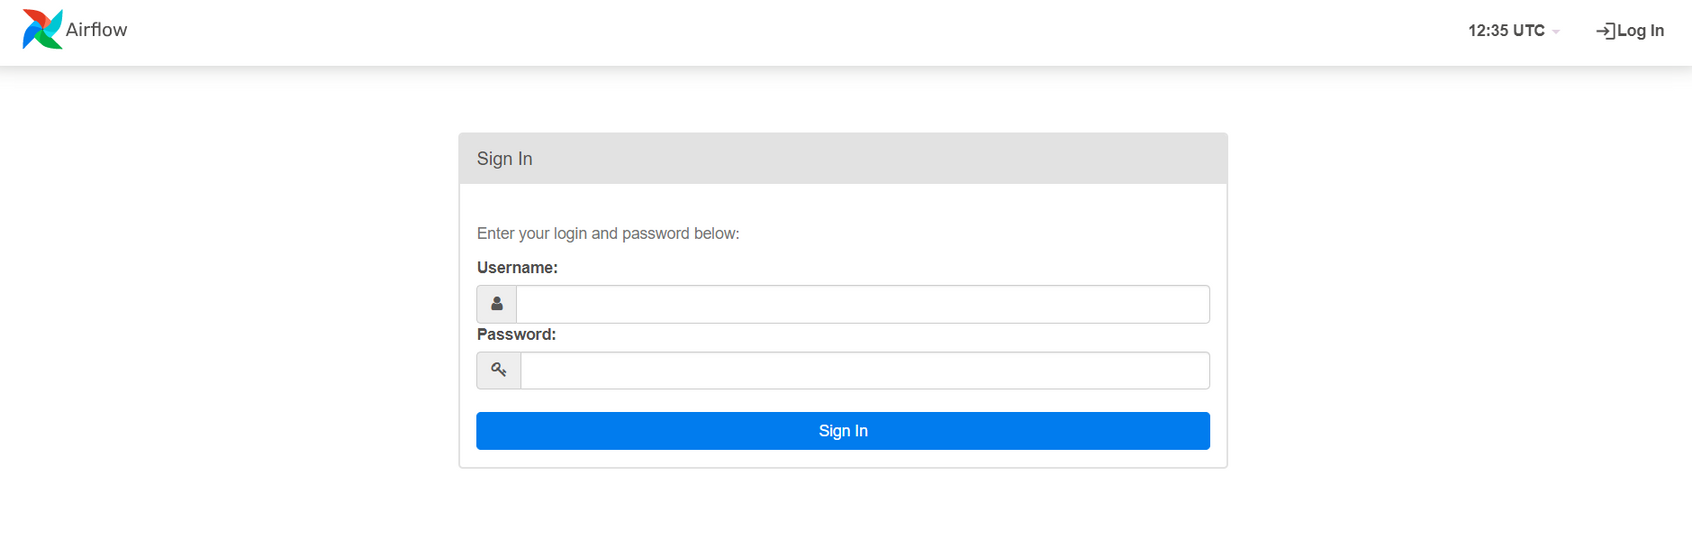 Airflow
12:35 UTC
Log In
Sign In
Enter your login and password below:
Username:
Password:
Sign In